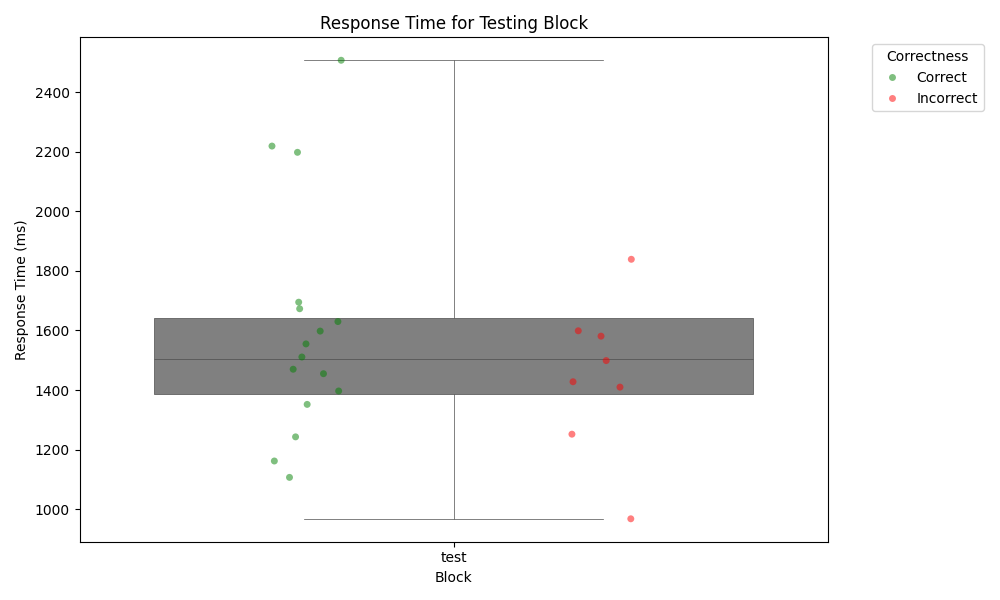 Response Time for Testing Block
Correctness
Correct
Incorrect
Response Time (ms)
2400
2200
2000
1800
1600
1400
1200
1000
test
Block